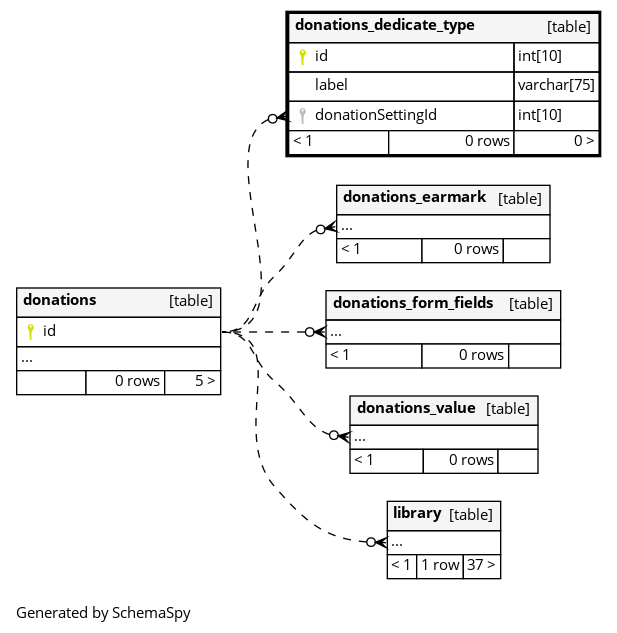 donations_dedicate_type [table]
id int[10]
label varchar[75]
donationSettingId int[10]
< 1 0 rows 0 >
donations_earmark [table]
...
< 1 0 rows
donations [table]
id
...
0 rows 5 >
donations_form_fields [table]
...
< 1 0 rows
donations_value [table]
...
< 1 0 rows
library [table]
...
< 1 1 row 37 >
Generated by SchemaSpy